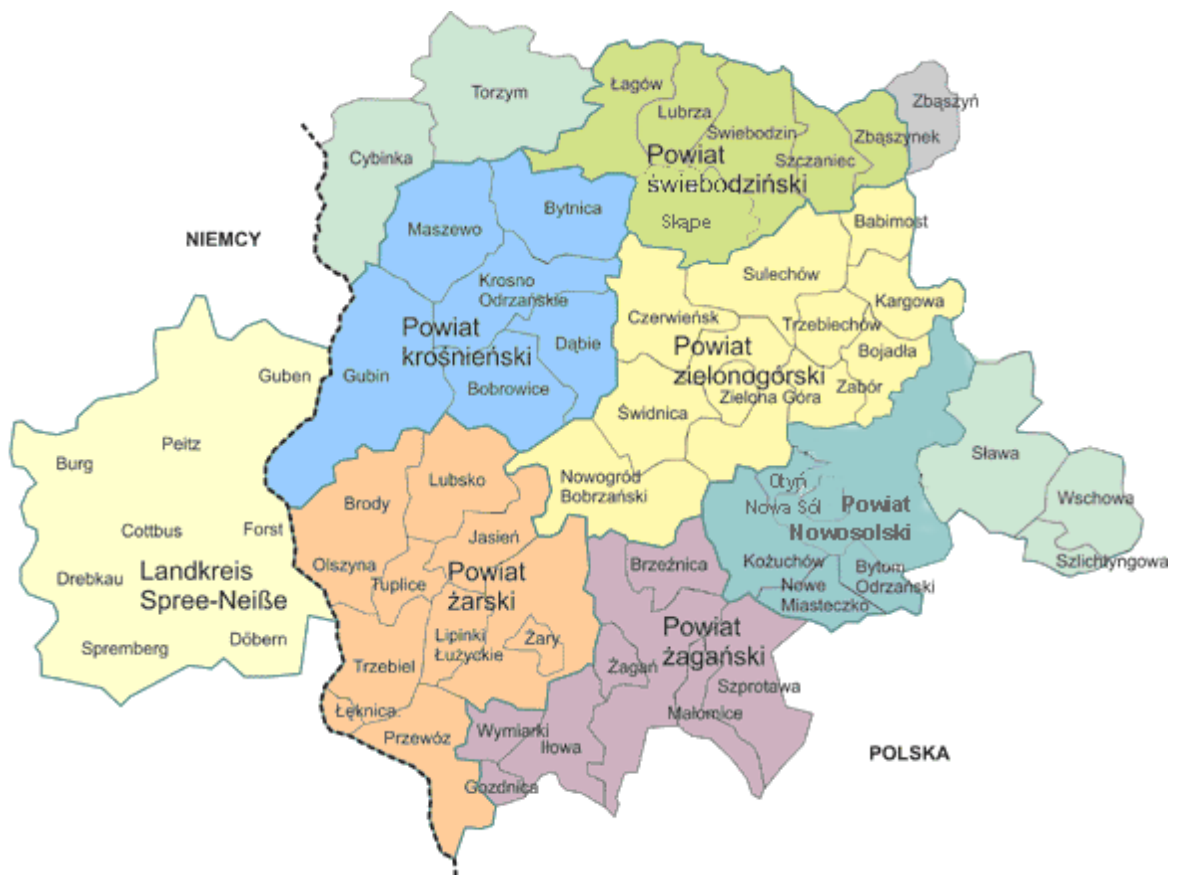 Torzym
Łagów
Zbąszyń
Lubrza
Świebodzin
Zbąszynek
Cybinka
Powiat
świebodziński
Szczaniec
Bytnica
Skąpe
Babimost
Maszewo
NIEMCY
Krosno
Odrzańskie
Sulechów
Kargowa
Czerwieńsk
Trzebiechów
Powiat
krośnieński
Dąbie
Powiat
zielonogórski
Bojadła
Guben
Gubin
Bobrowice
Zabór
Zielona Góra
Świdnica
Peitz
Burg
Sława
Nowogród
Bobrzański
Lubsko
Brody
Otyń
Nowa Sól
Powiat
Nowosolski
Wschowa
Cottbus
Forst
Jasień
Szlichtyngowa
Olszyna
Tuplice
Powiat
żarski
Brzeźnica
Kożuchów
Bytom
Odrzański
Nowe
Miasteczko
Drebkau
Landkreis
Spree-Neiße
Döbern
Spremberg
Lipinki
Łużyckie
Żary
Powiat
żagański
Trzebiel
Żagań
Szprotawa
Małomice
Łęknica
Przewóz
Wymiarki
Iłowa
POLSKA
Gozdnica